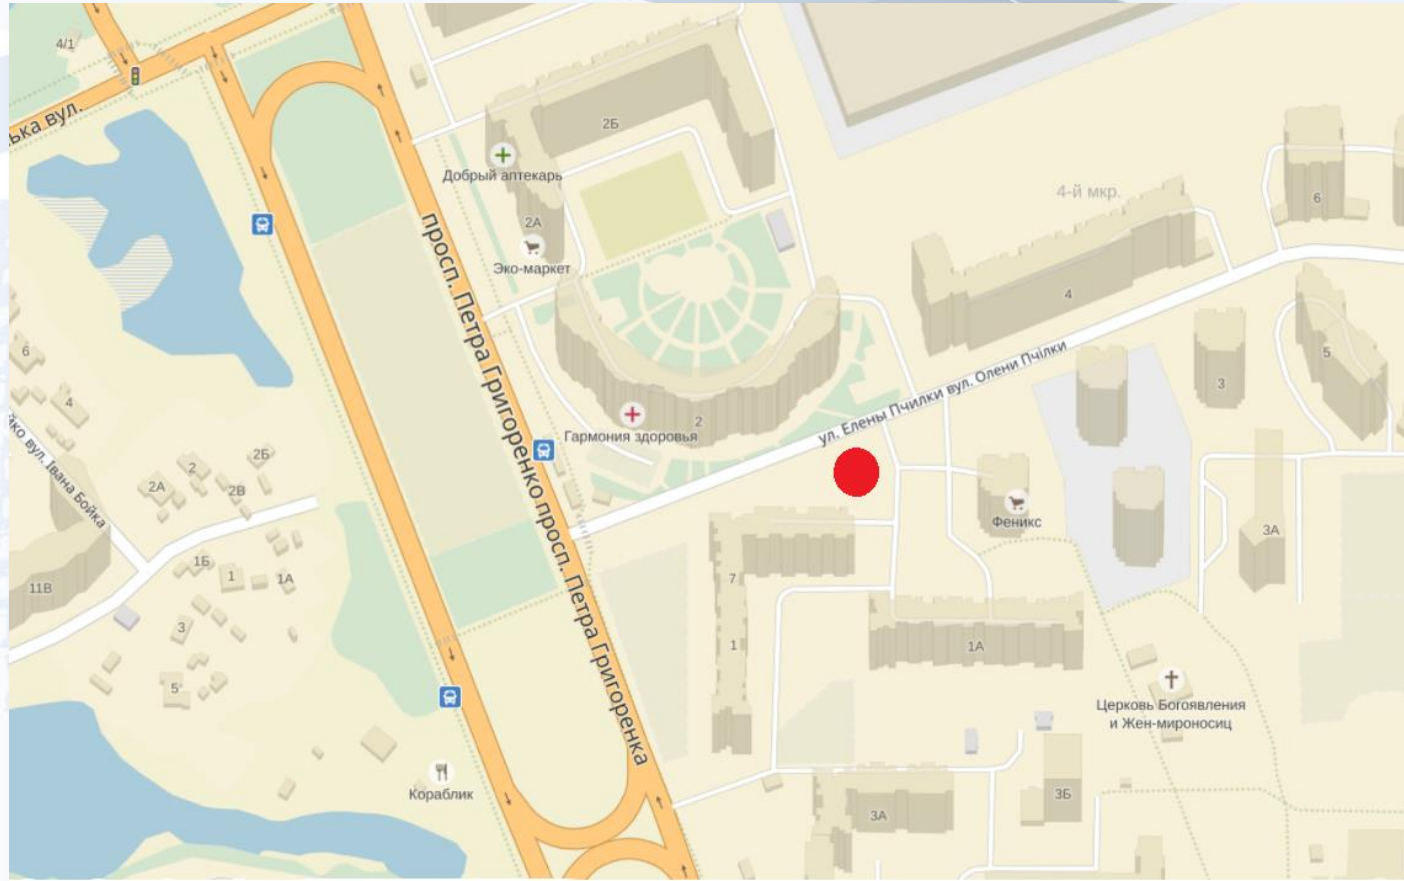 4/1
ька вул.
2Б
Добрый аптекарь
2А
Эко-маркет
4-й мкр.
6
4
просп. Петра Григоренко просп. Петра Григоренка
ул. Елены Пчилки вул. Олени Пчілки
3
5
6
4
2
Гармония здоровья
2Б
2
2А
2В
йко вул. Івана Бойка
Феникс
3А
1Б
1
1А
11В
7
3
1
1А
5
Церковь Богоявления
и Жен-мироносиц
Кораблик
3А
3Б